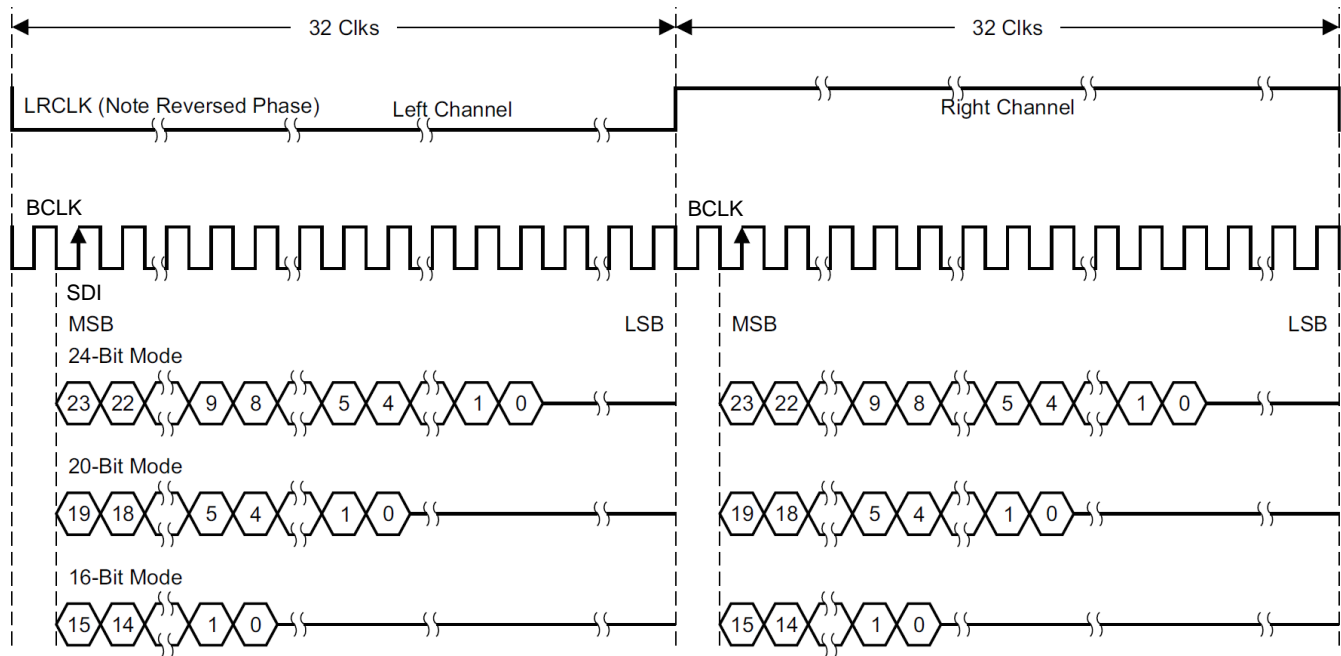 32 Clks 32 Clks
LRCLK (Note Reversed Phase) Left Channel Right Channel
BCLK BCLK
SDI
MSB LSB MSB LSB
24-Bit Mode
23 22 9 8 5 4 1 0 23 22 9 8 5 4 1 0
20-Bit Mode
19 18 5 4 1 0 19 18 5 4 1 0
16-Bit Mode
15 14 1 0 15 14 1 0